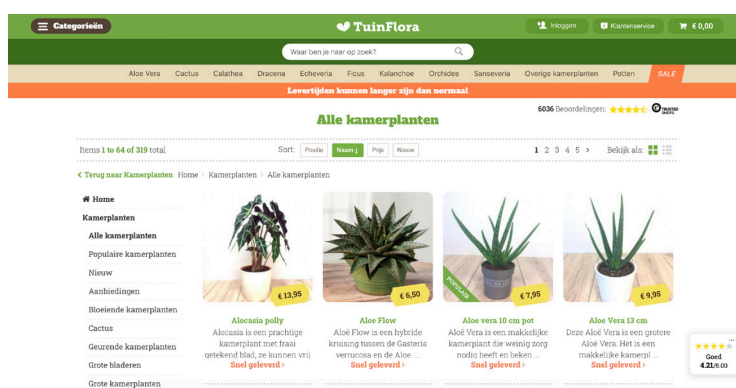 Categorieën
TuinFlora
Inloggen
Klantenservice
€ 0,00
Waar ben je naar op zoek?
Aloe Vera Cactus Calathea Dracena Echeveria Ficus Kalanchoe Orchidee Sanseveria Overige kamerplanten Potten SALE
Levertijden kunnen langer zijn dan normaal
6036 Beoordelingen:
TRUSTED
SHOPS
Alle kamerplanten
Items 1 to 64 of 319 total
Sort: Positie Naam ↓ Prijs Nieuw
1 2 3 4 5 >
Bekijk als:
< Terug naar Kamerplanten Home > Kamerplanten > Alle kamerplanten
Home
Kamerplanten
Alle kamerplanten
Populaire kamerplanten
Nieuw
Aanbiedingen
Bloeiende kamerplanten
Cactus
Geurende kamerplanten
Grote bladeren
Grote kamerplanten
€ 13,95
Alocasia polly
Alocasia is een prachtige
kamerplant met fraai
getekend blad, ze kunnen vrij
Snel geleverd >
€ 6,50
Aloe Flow
Aloë Flow is een hybride
kruising tussen de Gasteria
verrucosa en de Aloe. ...
Snel geleverd >
POPULAIR
€ 7,95
Aloe vera 10 cm pot
Aloë Vera is een makkelijke
kamerplant die weinig zorg
nodig heeft en beken ...
Snel geleverd >
€ 9,95
Aloe Vera 13 cm
Deze Aloë Vera is een grotere
Aloë Vera. Het is een
makkelijke kamerpl ...
Snel geleverd >
...
Goed
4.21/5.00